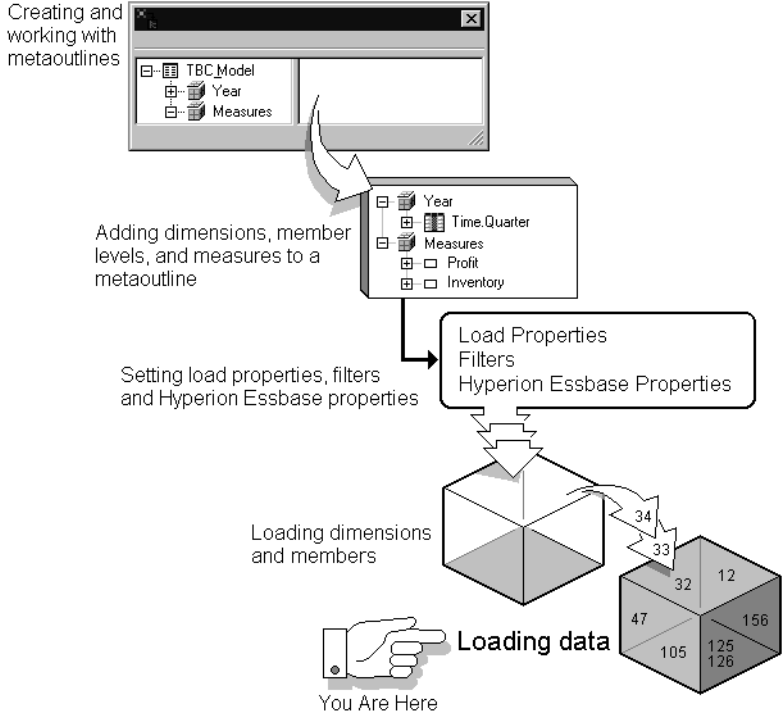 Creating and
working with
metaoutlines
TBC_Model
Year
Measures
Year
Time.Quarter
Measures
Profit
Inventory
Adding dimensions, member
levels, and measures to a
metaoutline
Load Properties
Filters
Hyperion Essbase Properties
Setting load properties, filters
and Hyperion Essbase properties
Loading dimensions
and members
34
33
32
12
47
156
105
125
126
Loading data
You Are Here